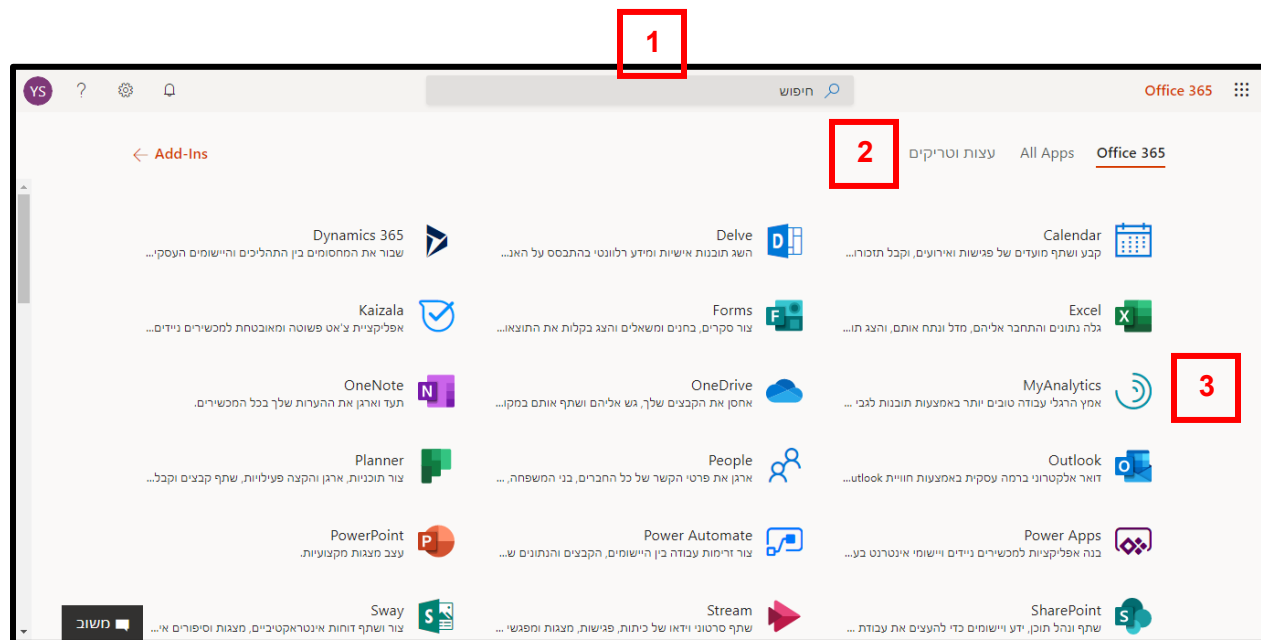 1
Office 365
חיפוש
YS
Office 365
All Apps
עצות וטריקים
2
Add-Ins
Calendar
קבע ושתף מועדים של פגישות ואירועים, וקבל תזכורו...
Delve
השג תובנות אישיות ומידע רלוונטי בהתבסס על האנ...
Dynamics 365
שבור את המחסומים בין התהליכים והיישומים העסקי...
Excel
גלה נתונים והתחבר אליהם, מדל ונתח אותם, והצג תו...
Forms
צור סקרים, בחנים ומשאלים והצג בקלות את התוצאו...
Kaizala
אפליקציית צ'אט פשוטה ומאובטחת למכשירים ניידים...
MyAnalytics
אמץ הרגלי עבודה טובים יותר באמצעות תובנות לגבי ...
3
OneDrive
אחסן את הקבצים שלך, גש אליהם ושתף אותם במקו...
OneNote
תעד וארגן את ההערות שלך בכל המכשירים.
Outlook
דואר אלקטרוני ברמה עסקית באמצעות חוויית utlook...
People
ארגן את פרטי הקשר של כל החברים, בני המשפחה, ...
Planner
צור תוכניות, ארגן והקצה פעילויות, שתף קבצים וקבל...
Power Apps
בנה אפליקציות למכשירים ניידים ויישומי אינטרנט בע...
Power Automate
צור זרימות עבודה בין היישומים, הקבצים והנתונים ש...
PowerPoint
עצב מצגות מקצועיות.
SharePoint
שתף ונהל תוכן, ידע ויישומים כדי להעצים את עבודת ...
Stream
שתף סרטוני וידאו של כיתות, פגישות, מצגות ומפגשי ...
Sway
צור ושתף דוחות אינטראקטיביים, מצגות וסיפורים אי...
משוב